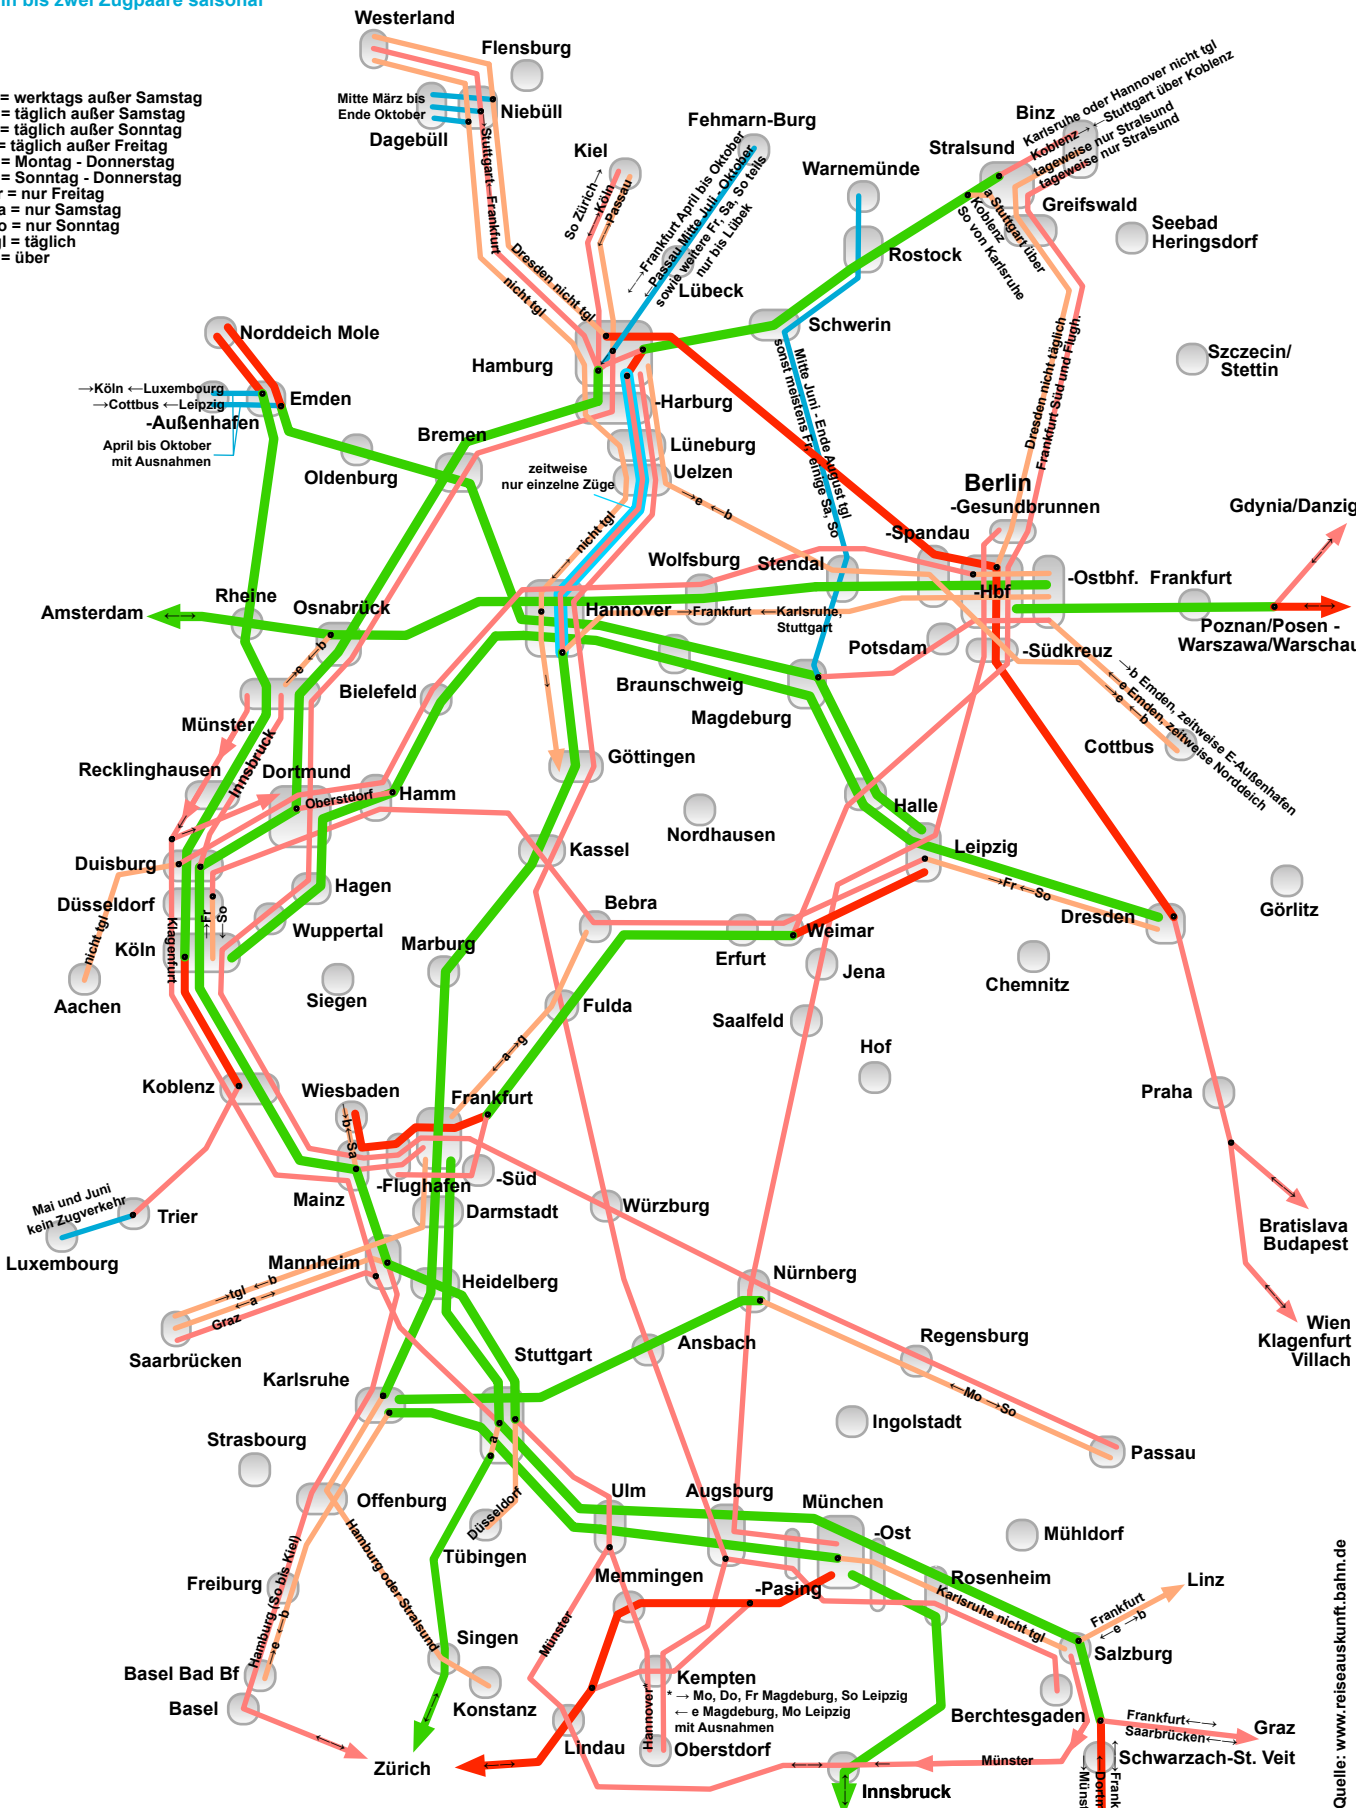 in bis zwei Zugpaare saisonal
= werktags außer Samstag
= täglich außer Samstag
= täglich außer Sonntag
= täglich außer Freitag
= Montag - Donnerstag
= Sonntag - Donnerstag
= nur Freitag
= nur Samstag
= nur Sonntag
= täglich
= über
Westerland
Flensburg
Mitte März bis
Ende Oktober
Niebüll
Dagebüll
→Stuttgart←Frankfurt
Dresden nicht tgl
nicht tgl
Kiel
So Zürich→
→Köln
←→Passau
Fehmarn-Burg
←→Frankfurt April bis Oktober
←Passau Mitte Juli - Oktober
sowie weitere Fr, Sa, So teils
nur bis Lübek
Lübeck
Warnemünde
Rostock
Binz
Stralsund
Karlsruhe oder Hannover nicht tgl
Koblenz→ ←Stuttgart über Koblenz
tageweise nur Stralsund
tageweise nur Stralsund
a Stuttgart über
Koblenz
So von Karlsruhe
Greifswald
Seebad
Heringsdorf
Norddeich Mole
→Köln ←Luxembourg
→Cottbus ←Leipzig
Emden
-Außenhafen
April bis Oktober
mit Ausnahmen
Hamburg
-Harburg
Schwerin
Szczecin/
Stettin
Mitte Juni - Ende August tgl
sonst meistens Fr, einige Sa, So
Dresden nicht täglich
Frankfurt Süd und Flugh.
Bremen
Oldenburg
Lüneburg
Uelzen
zeitweise
nur einzelne Züge
→e ←b
nicht tgl
Berlin
-Gesundbrunnen
-Spandau
Gdynia/Danzig
Wolfsburg
Stendal
-Ostbhf.
Frankfurt
-Hbf
Amsterdam
Rheine
Osnabrück
→e ←b
Hannover
→Frankfurt ←Karlsruhe,
Stuttgart
Poznan/Posen -
Warszawa/Warschau
Potsdam
-Südkreuz
Bielefeld
Braunschweig
Magdeburg
→b Emden, zeitweise E-Außenhafen
←e Emden, zeitweise Norddeich
→e ←b
Cottbus
Münster
Innsbruck
Recklinghausen
Dortmund
Oberstdorf
Hamm
Göttingen
Nordhausen
Halle
Duisburg
Kassel
Leipzig
Düsseldorf
Hagen
→Fr ←So
Görlitz
Wuppertal
Bebra
Dresden
nicht tgl
Köln
→Fr
←So
Klagenfurt
Marburg
Erfurt
Weimar
Jena
Chemnitz
Aachen
Siegen
Fulda
Saalfeld
Hof
←a→g
Koblenz
Wiesbaden
Frankfurt
Praha
→b←Sa
-Flughafen
-Süd
Mainz
Mai und Juni
kein Zugverkehr
Trier
Luxembourg
Darmstadt
Würzburg
Bratislava
Budapest
Mannheim
Heidelberg
→tgl ←b
←a→
Graz
Nürnberg
Saarbrücken
Wien
Klagenfurt
Villach
Stuttgart
Ansbach
Regensburg
Karlsruhe
←Mo →So
Strasbourg
Ingolstadt
Passau
a
Offenburg
Düsseldorf
Tübingen
Ulm
Augsburg
München
-Ost
Mühldorf
Freiburg
Hamburg oder Stralsund
Memmingen
-Pasing
Rosenheim
Karlsruhe nicht tgl
Linz
Frankfurt
←e→b
Hamburg (So bis Kiel)
→e ←b
Münster
Singen
Salzburg
Basel Bad Bf
Basel
Konstanz
Kempten
* → Mo, Do, Fr Magdeburg, So Leipzig
← e Magdeburg, Mo Leipzig
mit Ausnahmen
Hannover*
Berchtesgaden
Frankfurt←→
Saarbrücken←→
Graz
Lindau
Oberstdorf
Münster
Schwarzach-St. Veit
Zürich
Innsbruck
Quelle: www.reiseauskunft.bahn.de